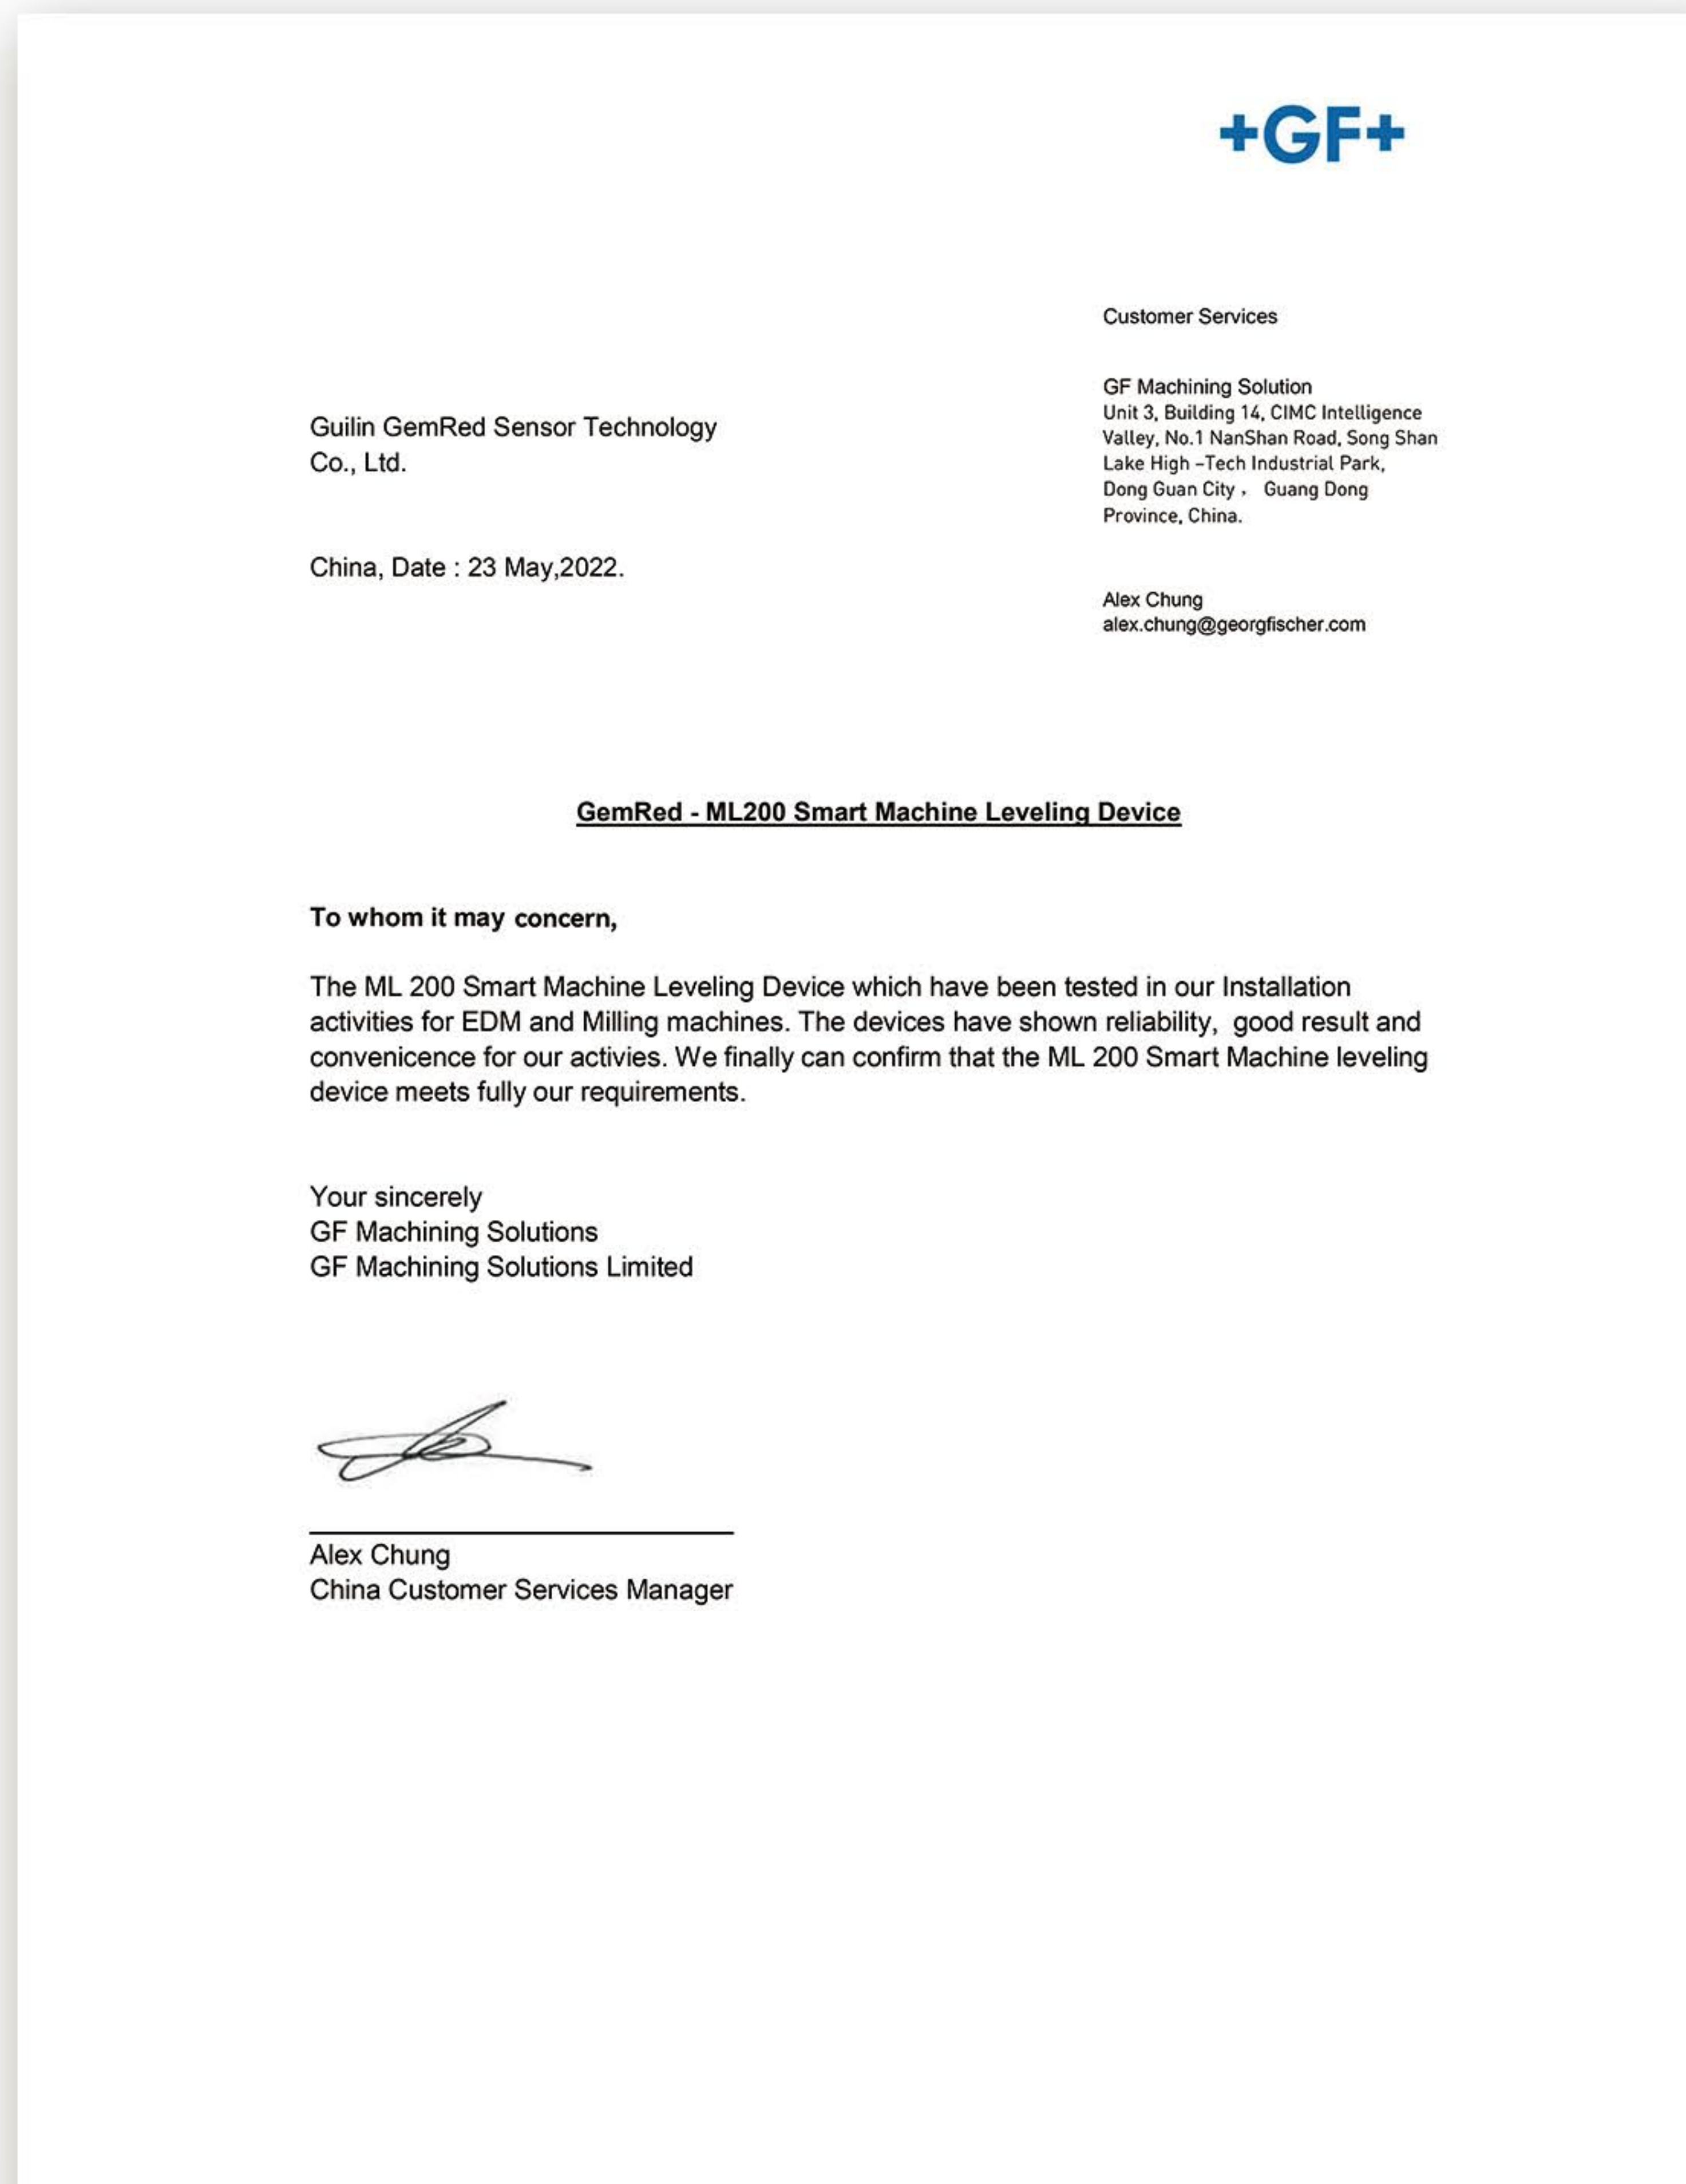 +GF+
Customer Services
GF Machining Solution
Unit 3, Building 14, CIMC Intelligence
Valley, No.1 NanShan Road, Song Shan
Lake High –Tech Industrial Park,
Dong Guan City， Guang Dong
Province, China.
Guilin GemRed Sensor Technology
Co., Ltd.
China, Date : 23 May,2022.
Alex Chung
alex.chung@georgfischer.com
GemRed - ML200 Smart Machine Leveling Device
To whom it may concern,
The ML 200 Smart Machine Leveling Device which have been tested in our Installation
activities for EDM and Milling machines. The devices have shown reliability,  good result and
convenicence for our activies. We finally can confirm that the ML 200 Smart Machine leveling
device meets fully our requirements.
Your sincerely
GF Machining Solutions
GF Machining Solutions Limited
Alex Chung
China Customer Services Manager